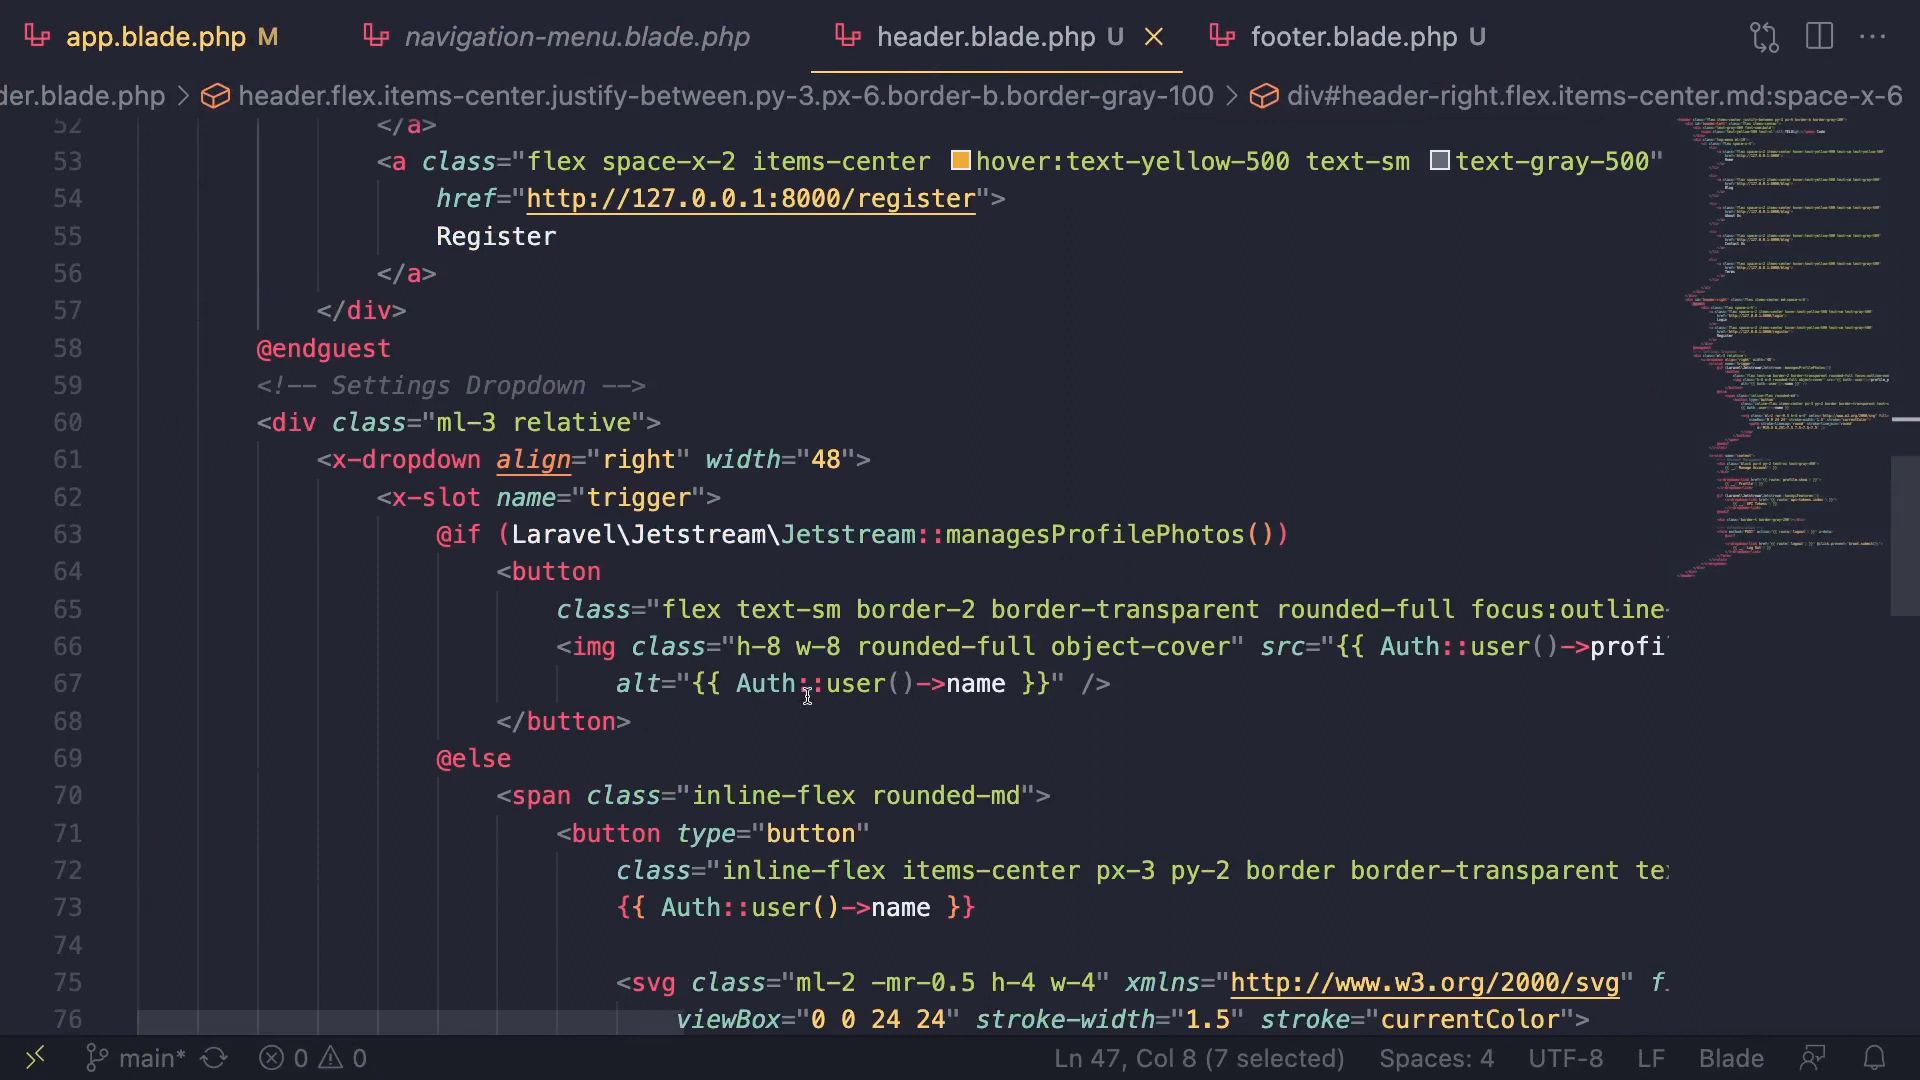 app.blade.php M navigation-menu.blade.php header.blade.php U footer.blade.php U
der.blade.php > header.flex.items-center.justify-between.py-3.px-6.border-b.border-gray-100 > div#header-right.flex.items-center.md:space-x-6
52 </a>
53 <a class="flex space-x-2 items-center hover:text-yellow-500 text-sm text-gray-500"
54 href="http://127.0.0.1:8000/register">
55 Register
56 </a>
57 </div>
58 @endguest
59 <!-- Settings Dropdown -->
60 <div class="ml-3 relative">
61 <x-dropdown align="right" width="48">
62 <x-slot name="trigger">
63 @if (Laravel\Jetstream\Jetstream::managesProfilePhotos())
64 <button
65 class="flex text-sm border-2 border-transparent rounded-full focus:outline-
66 <img class="h-8 w-8 rounded-full object-cover" src="{{ Auth::user()->profi
67 alt="{{ Auth::user()->name }}" />
68 </button>
69 @else
70 <span class="inline-flex rounded-md">
71 <button type="button"
72 class="inline-flex items-center px-3 py-2 border border-transparent te
73 {{ Auth::user()->name }}
74
75 <svg class="ml-2 -mr-0.5 h-4 w-4" xmlns="http://www.w3.org/2000/svg" f
76 viewBox="0 0 24 24" stroke-width="1.5" stroke="currentColor">
main* 0 0 Ln 47, Col 8 (7 selected) Spaces: 4 UTF-8 LF Blade